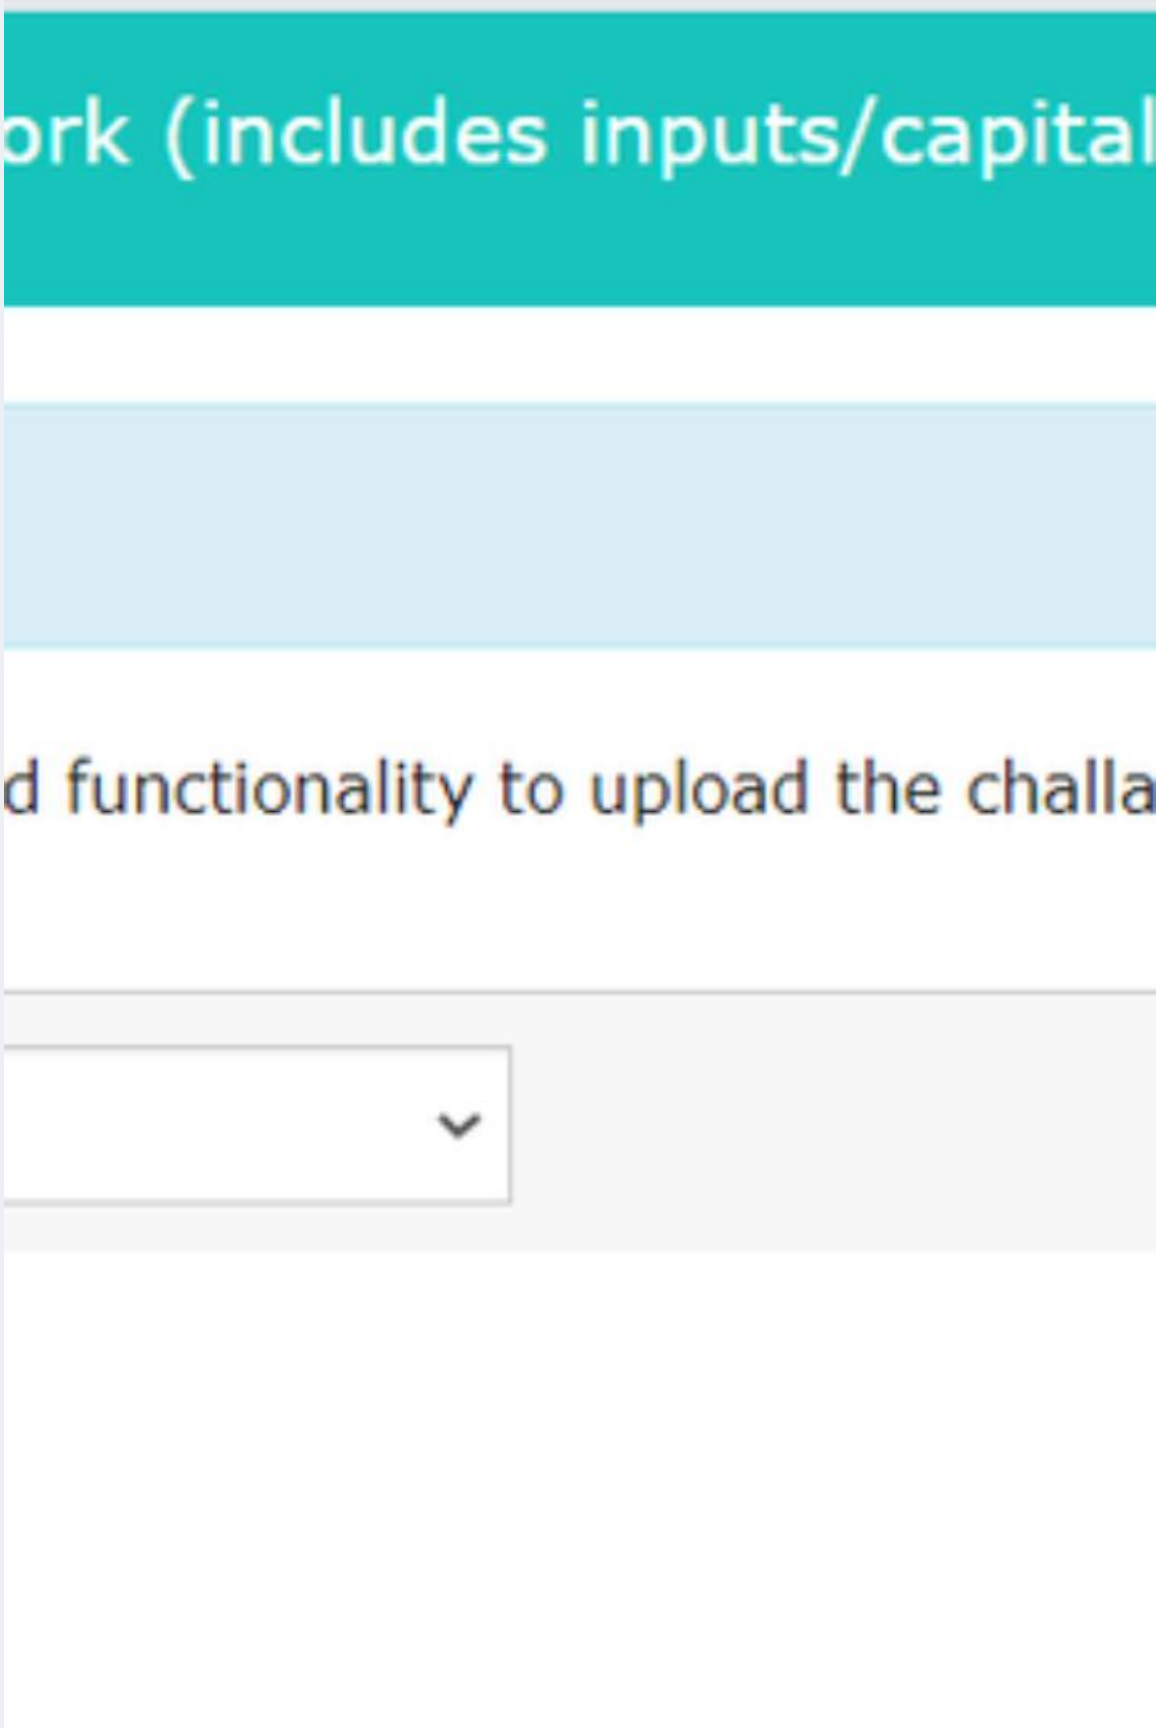 ork (includes inputs/capital
d functionality to upload the challa